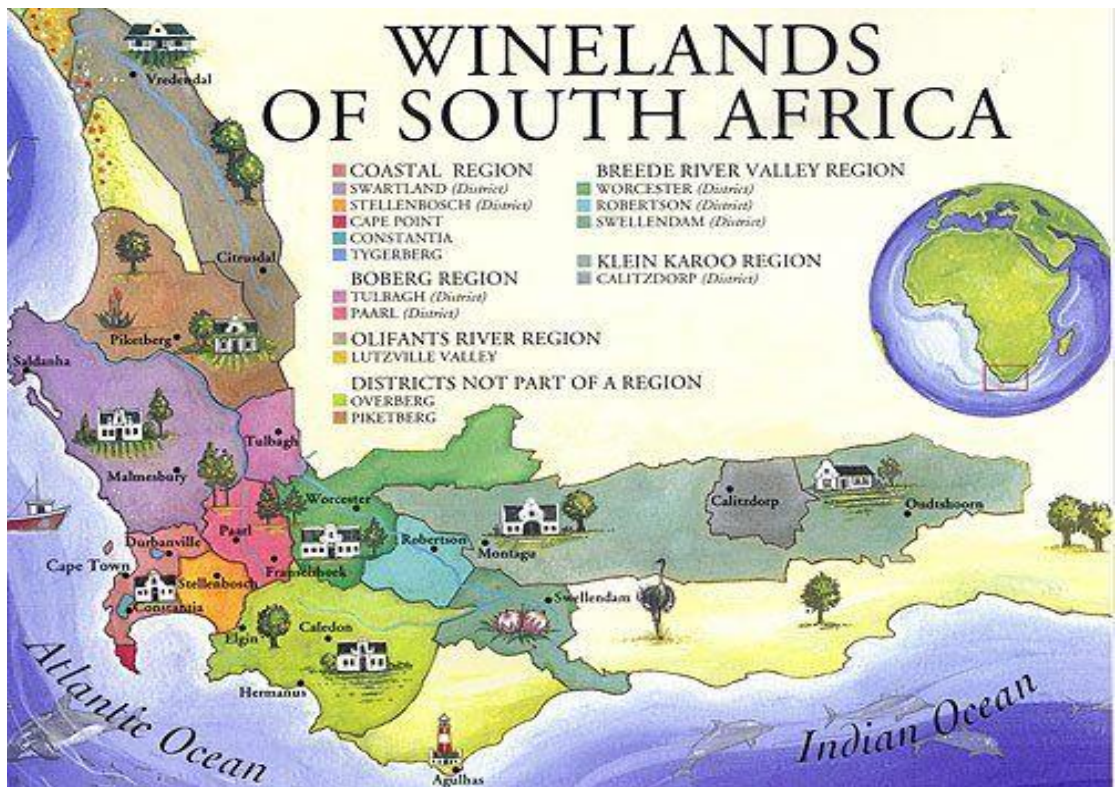 WINELANDS
OF SOUTH AFRICA
COASTAL REGION
SWARTLAND (District)
STELLENBOSCH (District)
CAPE POINT
CONSTANTIA
TYGERBERG
BOBERG REGION
TULBAGH (District)
PAARL (District)
OLIFANTS RIVER REGION
LUTZVILLE VALLEY
DISTRICTS NOT PART OF A REGION
OVERBERG
PIKETBERG
BREEDE RIVER VALLEY REGION
WORCESTER (District)
ROBERTSON (District)
SWELLENDAM (District)
KLEIN KAROO REGION
CALITZDORP (District)
Vredendal
Citrusdal
Piketberg
Saldanha
Tulbagh
Malmesbury
Worcester
Calitzdorp
Oudtshoorn
Paarl
Durbanville
Robertson
Montagu
Cape Town
Franschhoek
Stellenbosch
Constantia
Swellendam
Elgin
Caledon
Hermanus
Agulhas
Atlantic Ocean
Indian Ocean